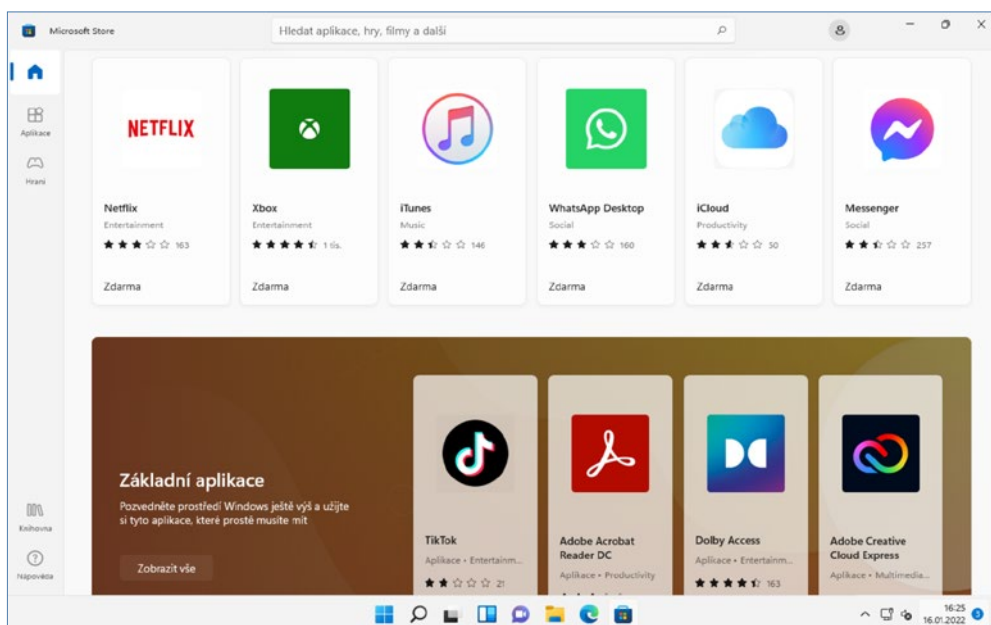 Microsoft Store
Hledat aplikace, hry, filmy a další
Aplikace
Hraní
NETFLIX
Netflix
Entertainment
163
Zdarma
Xbox
Entertainment
1 tis.
Zdarma
iTunes
Music
146
Zdarma
WhatsApp Desktop
Social
160
Zdarma
iCloud
Productivity
50
Zdarma
Messenger
Social
257
Zdarma
Základní aplikace
Pozvedněte prostředí Windows ještě výš a užijte
si tyto aplikace, které prostě musíte mít
Zobrazit vše
TikTok
Aplikace • Entertainm...
21
Adobe Acrobat
Reader DC
Aplikace • Productivity
Dolby Access
Aplikace • Entertainm...
163
Adobe Creative
Cloud Express
Aplikace • Multimedia...
Knihovna
Nápověda
16:25
16.01.2022
3